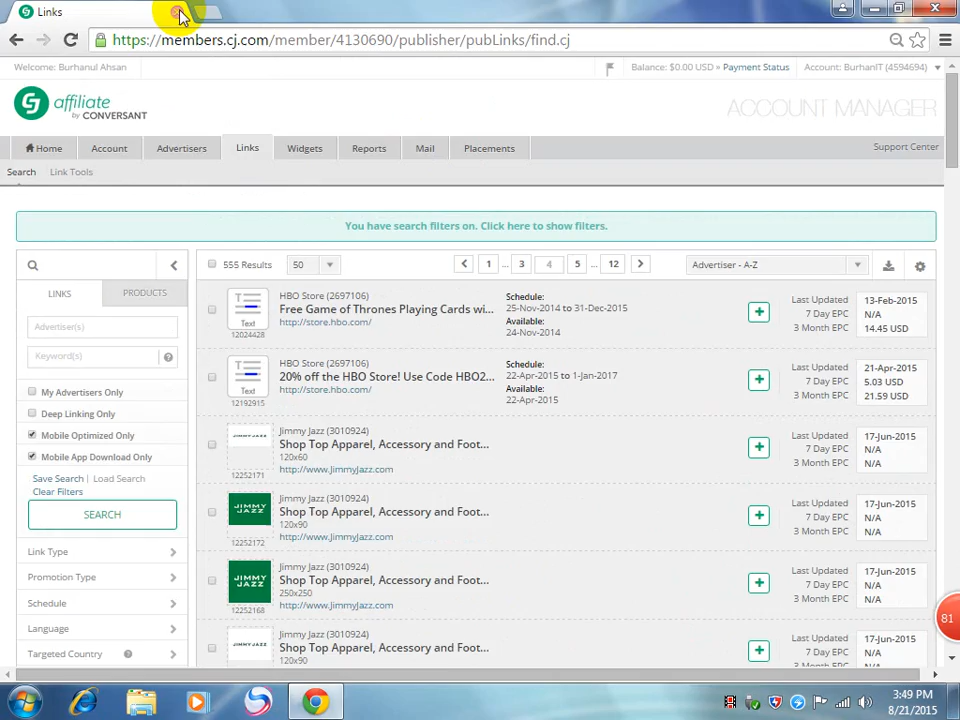 Links
https://members.cj.com/member/4130690/publisher/pubLinks/find.cj
Welcome: Burhanul Ahsan
Balance: $0.00 USD » Payment Status
Account: BurhanIT (4594694)
affiliate
by CONVERSANT
ACCOUNT MANAGER
Home
Account
Advertisers
Links
Widgets
Reports
Mail
Placements
Support Center
Search
Link Tools
You have search filters on. Click here to show filters.
LINKS
PRODUCTS
Advertiser(s)
Keyword(s)
My Advertisers Only
Deep Linking Only
Mobile Optimized Only
Mobile App Download Only
Save Search | Load Search
Clear Filters
SEARCH
Link Type
Promotion Type
Schedule
Language
Targeted Country
555 Results
50
1 ... 3 4 5 ... 12
Advertiser - A-Z
Text
12024428
HBO Store (2697106)
Free Game of Thrones Playing Cards wi...
http://store.hbo.com/
Schedule:
25-Nov-2014 to 31-Dec-2015
Available:
24-Nov-2014
Last Updated 13-Feb-2015
7 Day EPC N/A
3 Month EPC 14.45 USD
Text
12192915
HBO Store (2697106)
20% off the HBO Store! Use Code HBO2...
http://store.hbo.com/
Schedule:
22-Apr-2015 to 1-Jan-2017
Available:
22-Apr-2015
Last Updated 21-Apr-2015
7 Day EPC 5.03 USD
3 Month EPC 21.59 USD
JIMMY JAZZ
12252171
Jimmy Jazz (3010924)
Shop Top Apparel, Accessory and Foot...
120x60
http://www.JimmyJazz.com/
Last Updated 17-Jun-2015
7 Day EPC N/A
3 Month EPC N/A
JIMMY
JAZZ
12252172
Jimmy Jazz (3010924)
Shop Top Apparel, Accessory and Foot...
120x90
http://www.JimmyJazz.com/
Last Updated 17-Jun-2015
7 Day EPC N/A
3 Month EPC N/A
JIMMY
JAZZ
12252168
Jimmy Jazz (3010924)
Shop Top Apparel, Accessory and Foot...
250x250
http://www.JimmyJazz.com/
Last Updated 17-Jun-2015
7 Day EPC N/A
3 Month EPC N/A
JIMMY JAZZ
Jimmy Jazz (3010924)
Shop Top Apparel, Accessory and Foot...
120x90
Last Updated 17-Jun-2015
7 Day EPC N/A
3 Month EPC
81
3:49 PM
8/21/2015